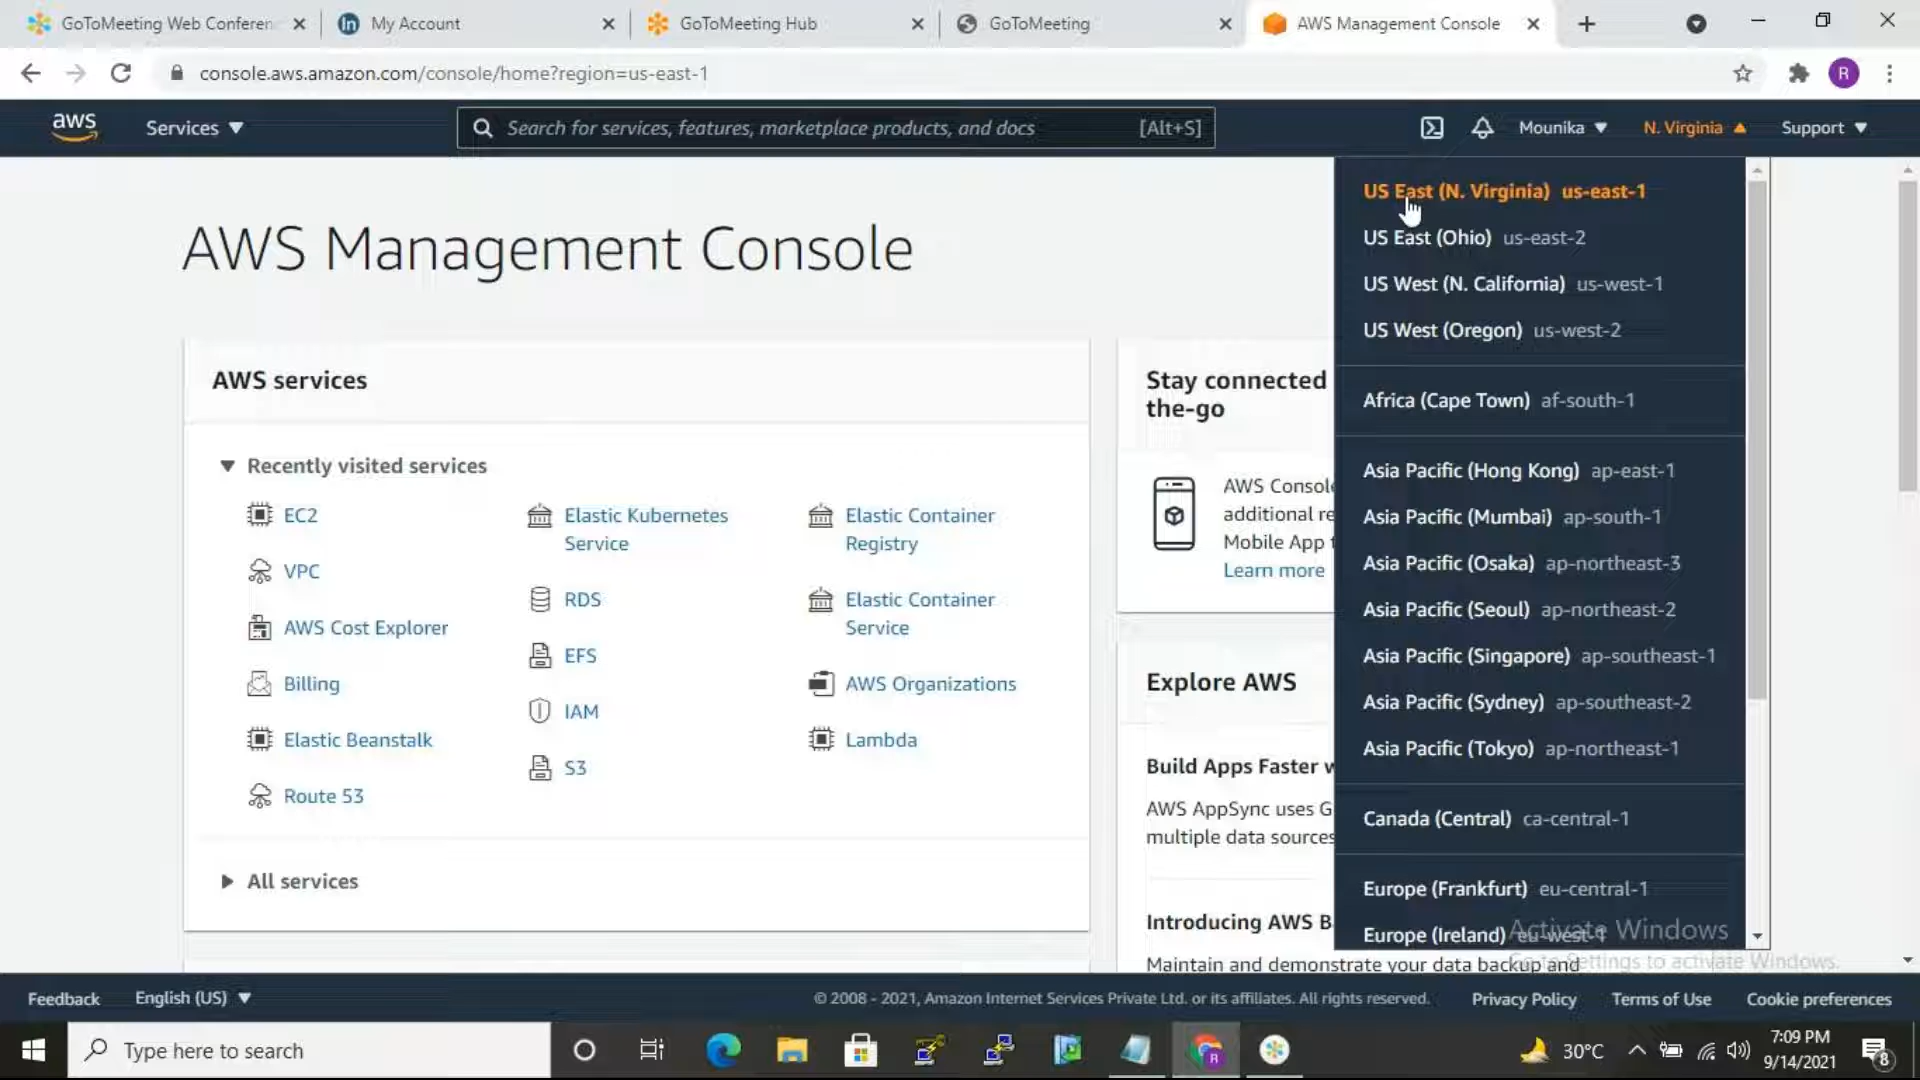 GoToMeeting Web Conferen
My Account
GoToMeeting Hub
GoToMeeting
AWS Management Console
console.aws.amazon.com/console/home?region=us-east-1
R
aws
Services
Search for services, features, marketplace products, and docs
[Alt+S]
Mounika
N. Virginia
Support
US East (N. Virginia) us-east-1
US East (Ohio) us-east-2
US West (N. California) us-west-1
US West (Oregon) us-west-2
Africa (Cape Town) af-south-1
Asia Pacific (Hong Kong) ap-east-1
Asia Pacific (Mumbai) ap-south-1
Asia Pacific (Osaka) ap-northeast-3
Asia Pacific (Seoul) ap-northeast-2
Asia Pacific (Singapore) ap-southeast-1
Asia Pacific (Sydney) ap-southeast-2
Asia Pacific (Tokyo) ap-northeast-1
Canada (Central) ca-central-1
Europe (Frankfurt) eu-central-1
Europe (Ireland) eu-west-1
AWS Management Console
AWS services
Recently visited services
EC2
VPC
AWS Cost Explorer
Billing
Elastic Beanstalk
Route 53
Elastic Kubernetes
Service
RDS
EFS
IAM
S3
Elastic Container
Registry
Elastic Container
Service
AWS Organizations
Lambda
All services
Stay connected
the-go
AWS Console
additional re
Mobile App t
Learn more
Explore AWS
Build Apps Faster w
AWS AppSync uses G
multiple data sources
Introducing AWS B
Maintain and demonstrate your data backup and
Activate Windows
Go to Settings to activate Windows.
Feedback
English (US)
© 2008 - 2021, Amazon Internet Services Private Ltd. or its affiliates. All rights reserved.
Privacy Policy
Terms of Use
Cookie preferences
Type here to search
R
30°C
7:09 PM
9/14/2021
8